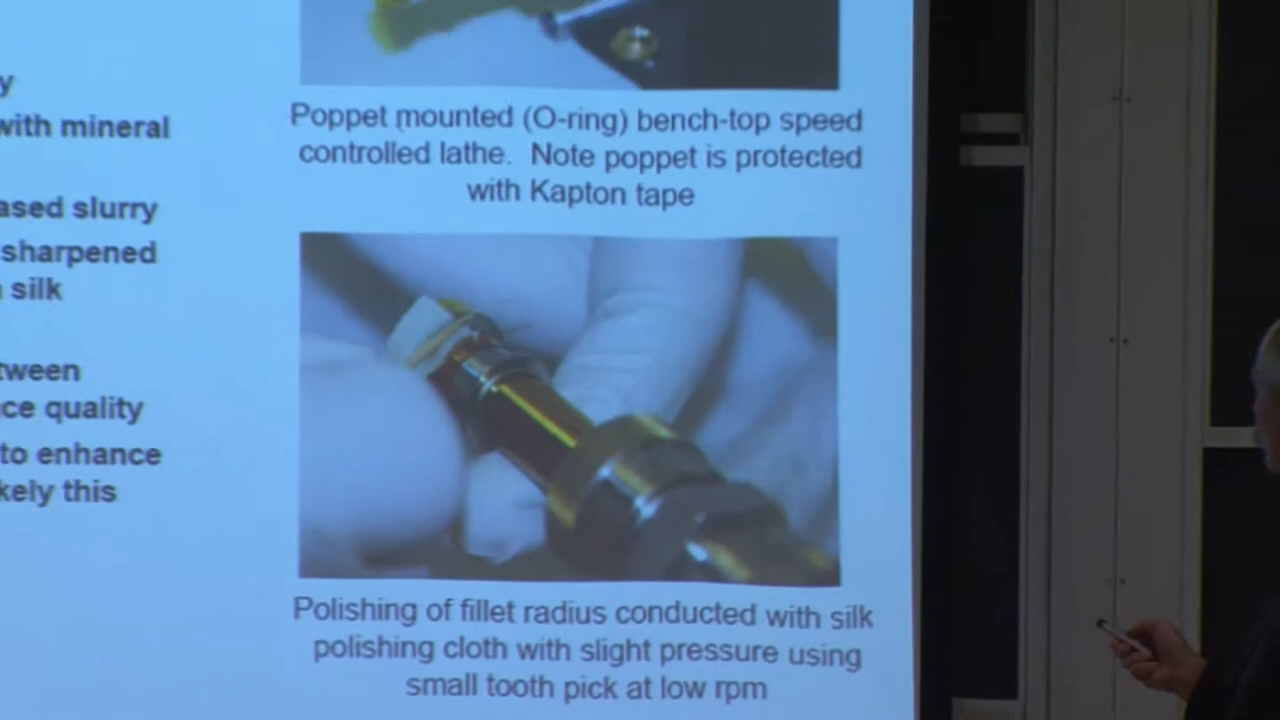 y
with mineral
ased slurry
sharpened
silk
tween
ce quality
to enhance
kely this
Poppet mounted (O-ring) bench-top speed
controlled lathe. Note poppet is protected
with Kapton tape
Polishing of fillet radius conducted with silk
polishing cloth with slight pressure using
small tooth pick at low rpm